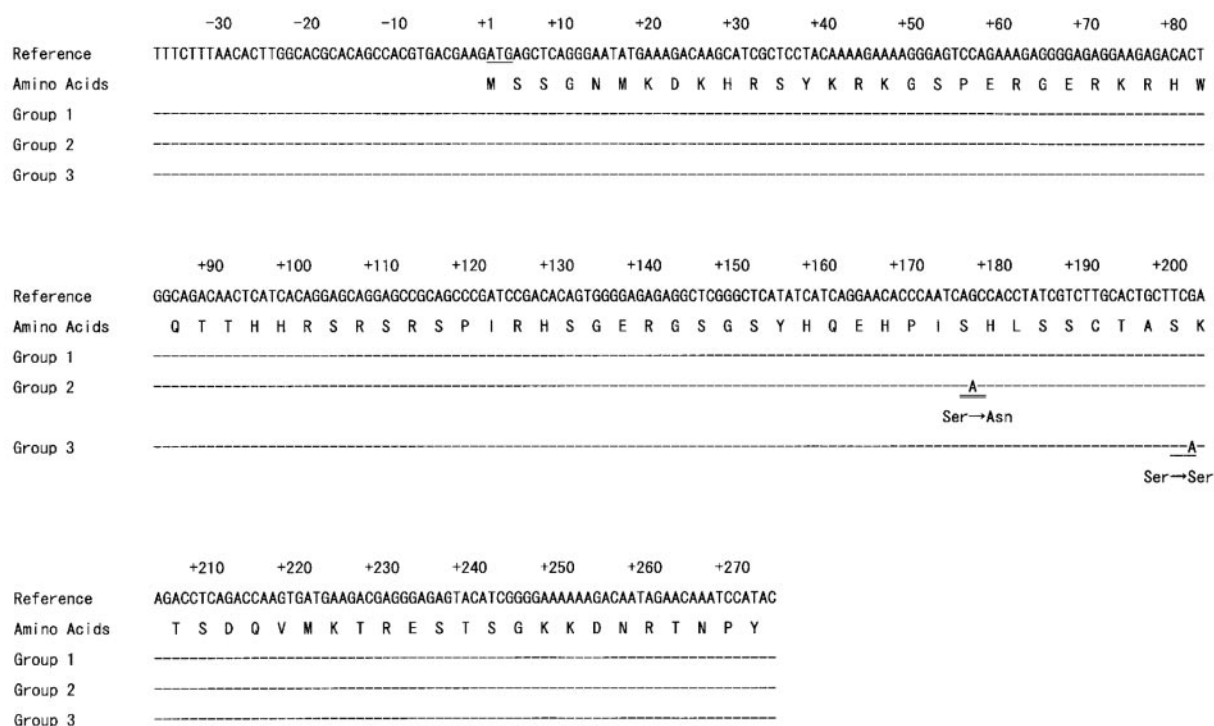 -30 -20 -10 +1 +10 +20 +30 +40 +50 +60 +70 +80
Reference TTTCTTTAACACTTGGCACGCACAGCCACGTGACGAAGATGAGCTCAGGGAATATGAAAGACAAGCATCGCTCCTACAAAAGAAAAGGGAGTCCAGAAAGAGGGGAGAGGAAGAGACACT
Amino Acids M S S G N M K D K H R S Y K R K G S P E R G E R K R H W
Group 1
Group 2
Group 3
+90 +100 +110 +120 +130 +140 +150 +160 +170 +180 +190 +200
Reference GGCAGACAACTCATCACAGGAGCAGGAGCCGCAGCCCGATCCGACACAGTGGGGAGAGAGGCTCGGGCTCATATCATCAGGAACACCCAATCAGCCACCTATCGTCTTGCACTGCTTCGA
Amino Acids Q T T H H R S R S R S P I R H S G E R G S G S Y H Q E H P I S H L S S C T A S K
Group 1
Group 2 A
Ser→Asn
Group 3 A
Ser→Ser
+210 +220 +230 +240 +250 +260 +270
Reference AGACCTCAGACCAAGTGATGAAGACGAGGGAGAGTACATCGGGGAAAAAAGACAATAGAACAAATCCATAC
Amino Acids T S D Q V M K T R E S T S G K K D N R T N P Y
Group 1
Group 2
Group 3